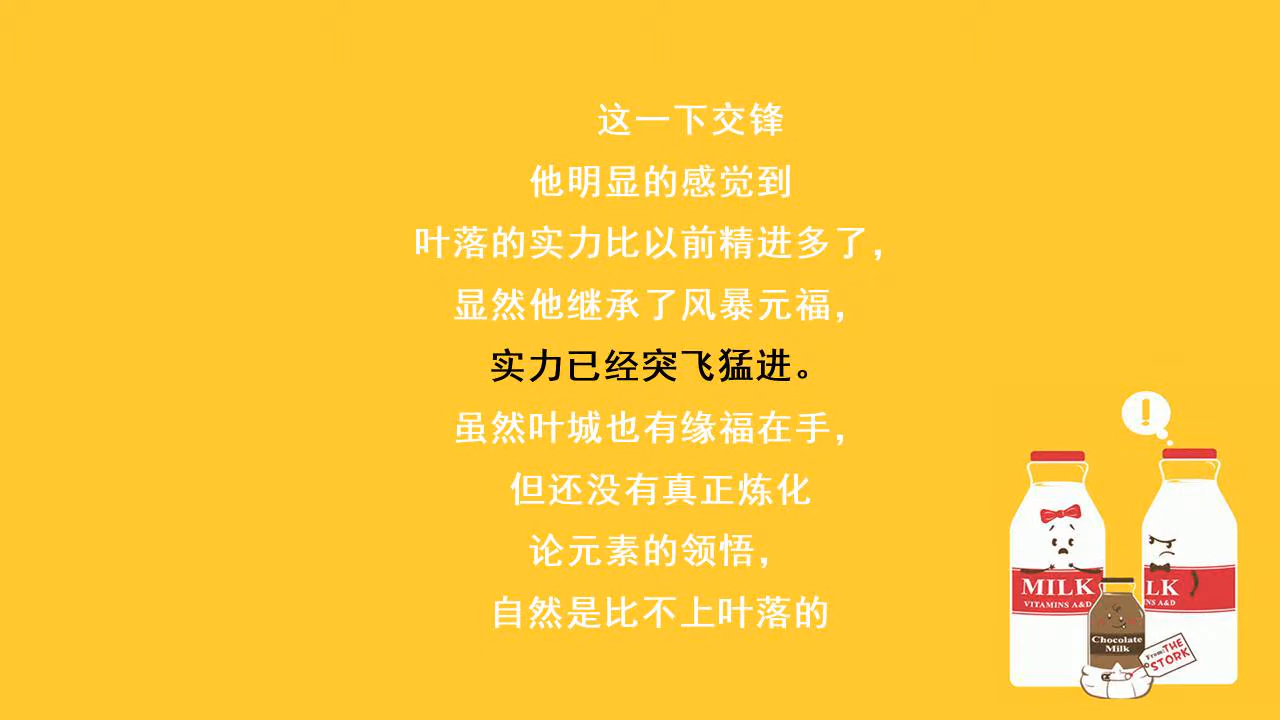 这一下交锋
他明显的感觉到
叶落的实力比以前精进多了，
显然他继承了风暴元福，
实力已经突飞猛进。
虽然叶城也有缘福在手，
但还没有真正炼化
论元素的领悟，
自然是比不上叶落的
!
MILK
VITAMINS A&D
LK
NS A&D
Chocolate
Milk
From: THE
STORK